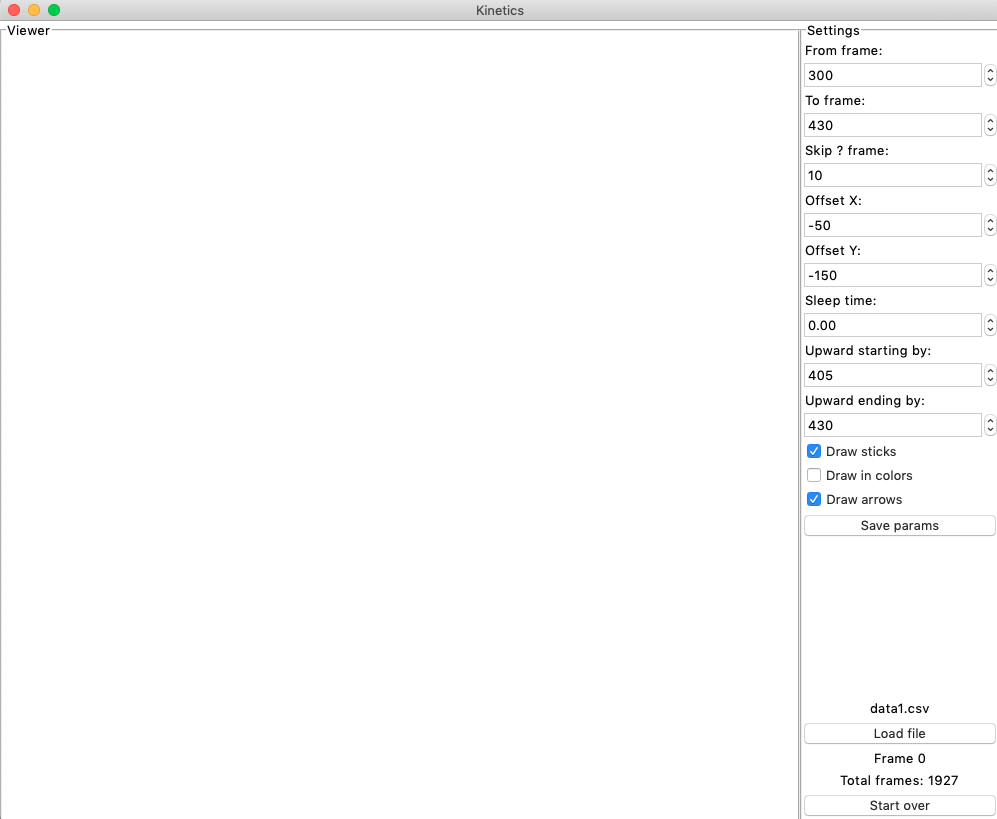 Kinetics
Viewer
Settings
From frame:
300
To frame:
430
Skip ? frame:
10
Offset X:
-50
Offset Y:
-150
Sleep time:
0.00
Upward starting by:
405
Upward ending by:
430
Draw sticks
Draw in colors
Draw arrows
Save params
data1.csv
Load file
Frame 0
Total frames: 1927
Start over